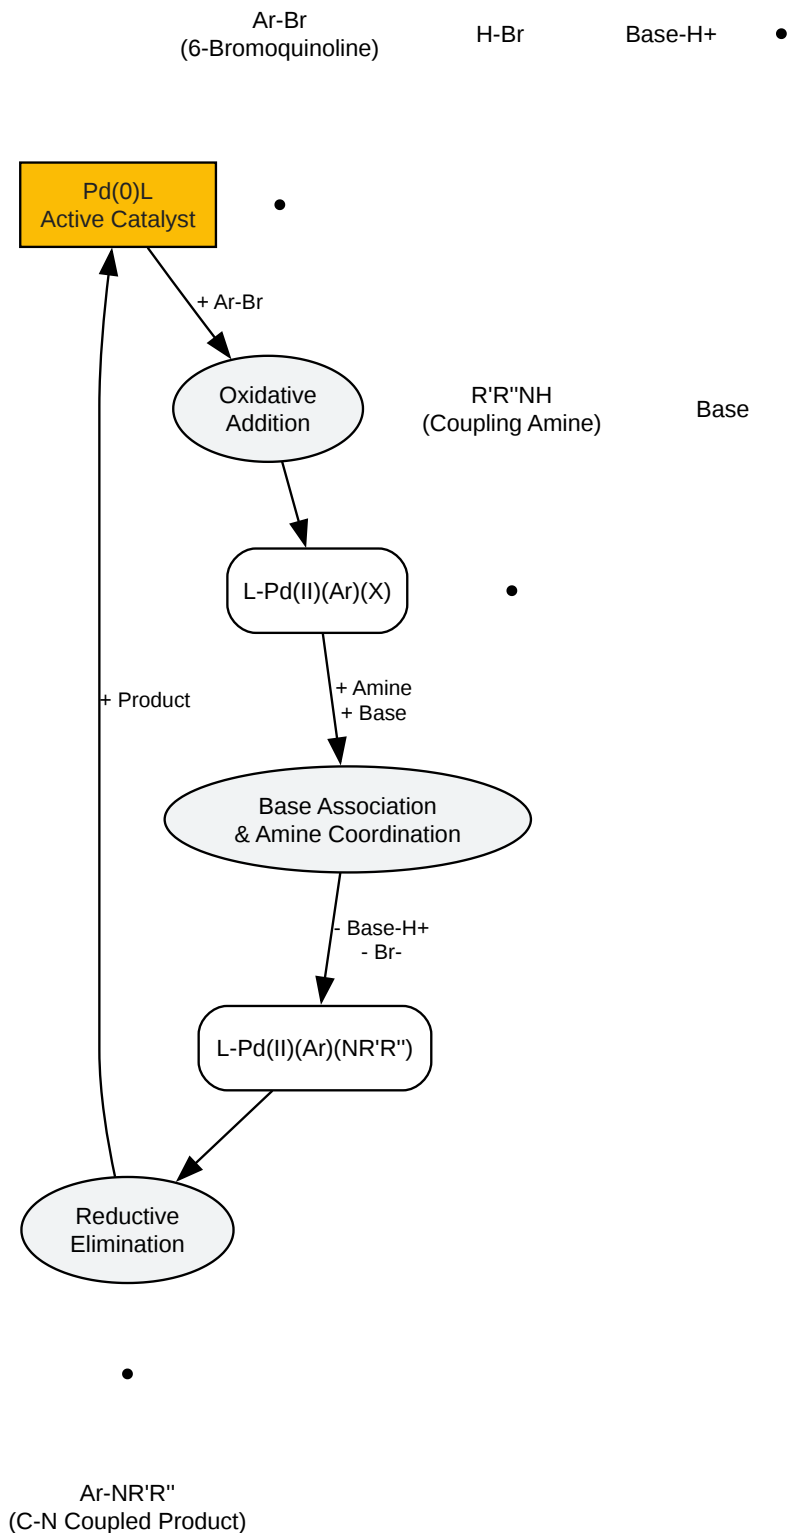 Ar-Br
(6-Bromoquinoline)
H-Br
Base-H+
Pd(0)L
Active Catalyst
+ Ar-Br
Oxidative
Addition
R'R''NH
(Coupling Amine)
Base
L-Pd(II)(Ar)(X)
+ Amine
+ Base
+ Product
Base Association
& Amine Coordination
- Base-H+
- Br-
L-Pd(II)(Ar)(NR'R'')
Reductive
Elimination
Ar-NR'R''
(C-N Coupled Product)